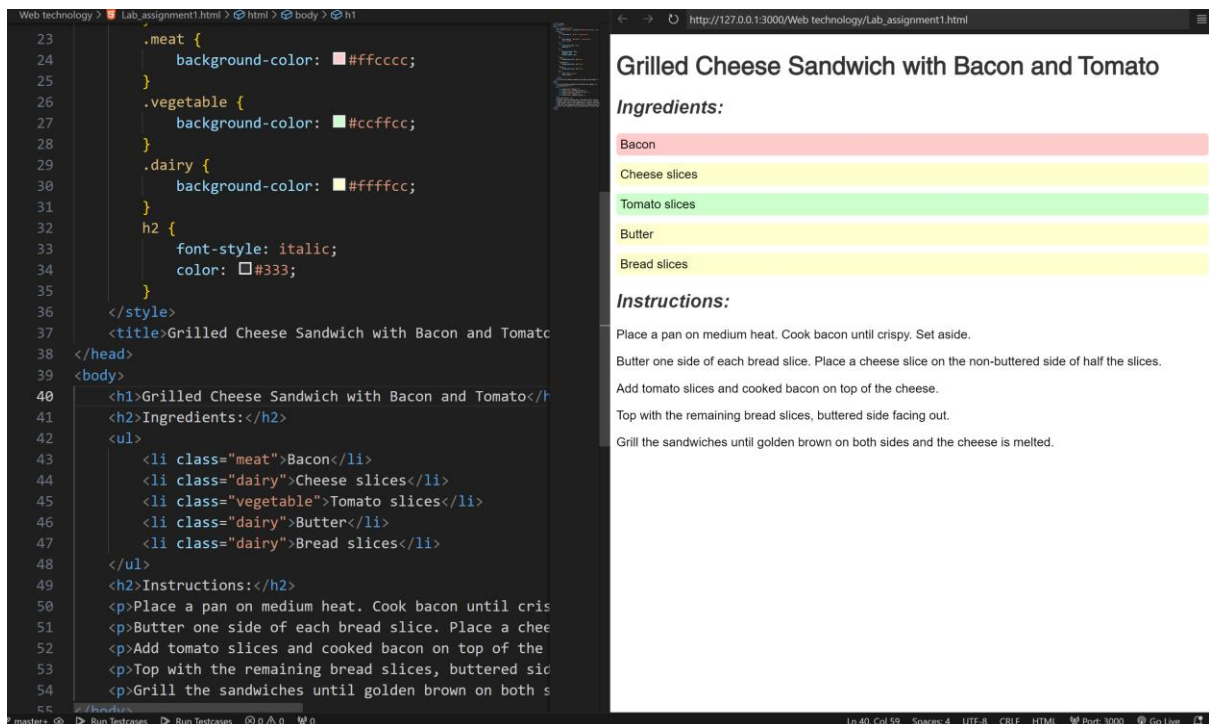 Web technology > Lab_assignment1.html > html > body > h1
23 .meat {
24 background-color: #ffcccc;
25 }
26 .vegetable {
27 background-color: #ccffcc;
28 }
29 .dairy {
30 background-color: #ffffcc;
31 }
32 h2 {
33 font-style: italic;
34 color: #333;
35 }
36 </style>
37 <title>Grilled Cheese Sandwich with Bacon and Tomato
38 </head>
39 <body>
40 <h1>Grilled Cheese Sandwich with Bacon and Tomato</h
41 <h2>Ingredients:</h2>
42 <ul>
43 <li class="meat">Bacon</li>
44 <li class="dairy">Cheese slices</li>
45 <li class="vegetable">Tomato slices</li>
46 <li class="dairy">Butter</li>
47 <li class="dairy">Bread slices</li>
48 </ul>
49 <h2>Instructions:</h2>
50 <p>Place a pan on medium heat. Cook bacon until cris
51 <p>Butter one side of each bread slice. Place a chee
52 <p>Add tomato slices and cooked bacon on top of the
53 <p>Top with the remaining bread slices, buttered sid
54 <p>Grill the sandwiches until golden brown on both s
55 </body>
http://127.0.0.1:3000/Web technology/Lab_assignment1.html
Grilled Cheese Sandwich with Bacon and Tomato
Ingredients:
Bacon
Cheese slices
Tomato slices
Butter
Bread slices
Instructions:
Place a pan on medium heat. Cook bacon until crispy. Set aside.
Butter one side of each bread slice. Place a cheese slice on the non-buttered side of half the slices.
Add tomato slices and cooked bacon on top of the cheese.
Top with the remaining bread slices, buttered side facing out.
Grill the sandwiches until golden brown on both sides and the cheese is melted.
master+ Run Testcases Run Testcases 0 0 0 Ln 40, Col 59 Spaces: 4 UTF-8 CRLF HTML Port: 3000 Go Live